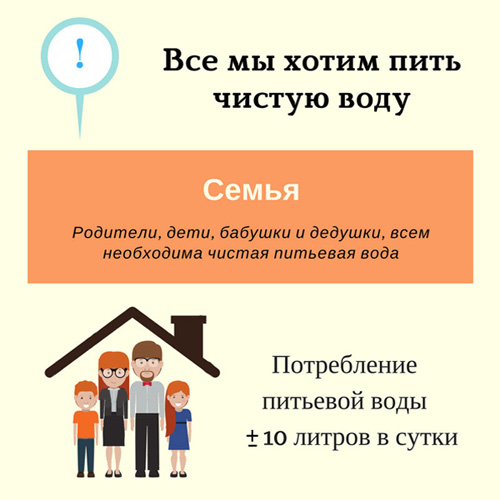 !
Все мы хотим пить
чистую воду
Семья
Родители, дети, бабушки и дедушки, всем
необходима чистая питьевая вода
Потребление
питьевой воды
± 10 литров в сутки